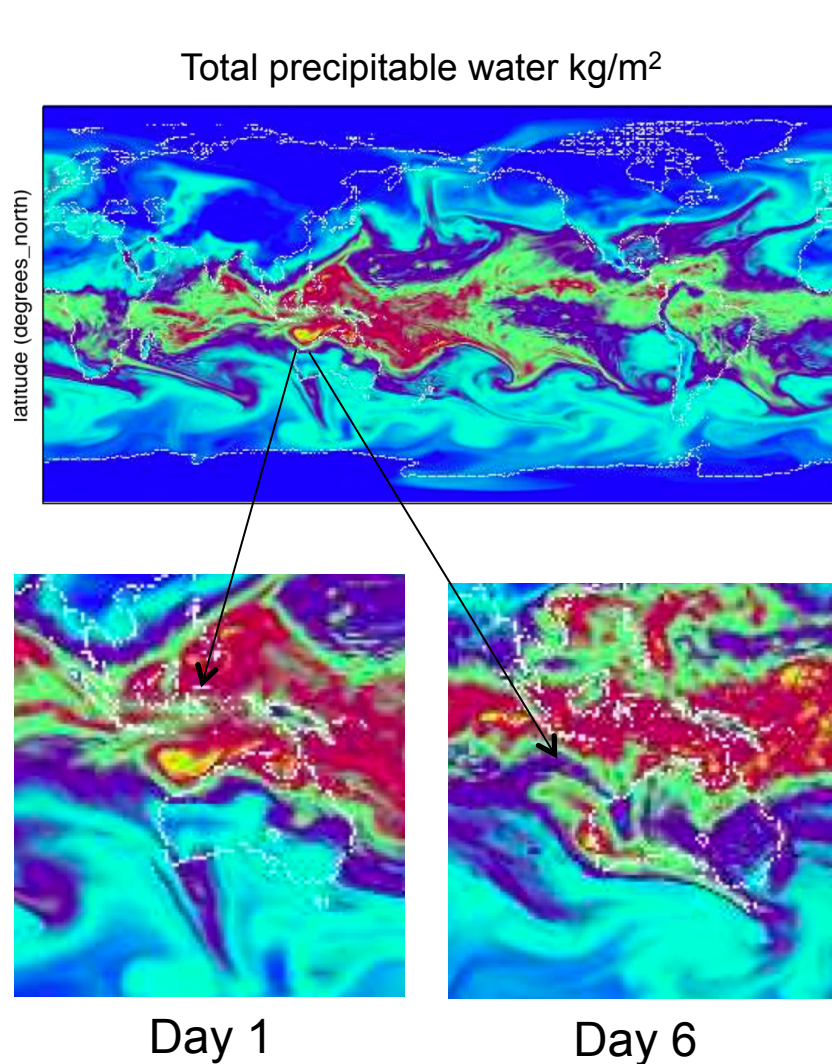 Total precipitable water kg/m²
latitude (degrees_north)
Day 1
Day 6